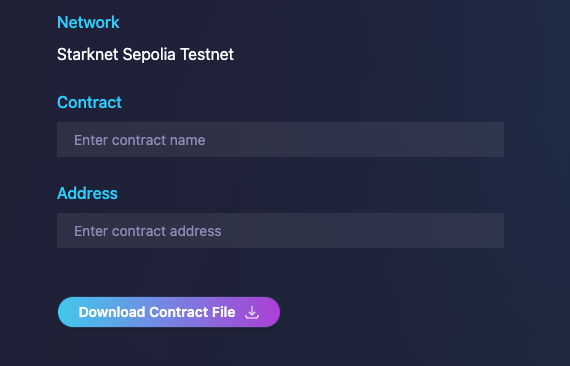 Network
Starknet Sepolia Testnet
Contract
Enter contract name
Address
Enter contract address
Download Contract File